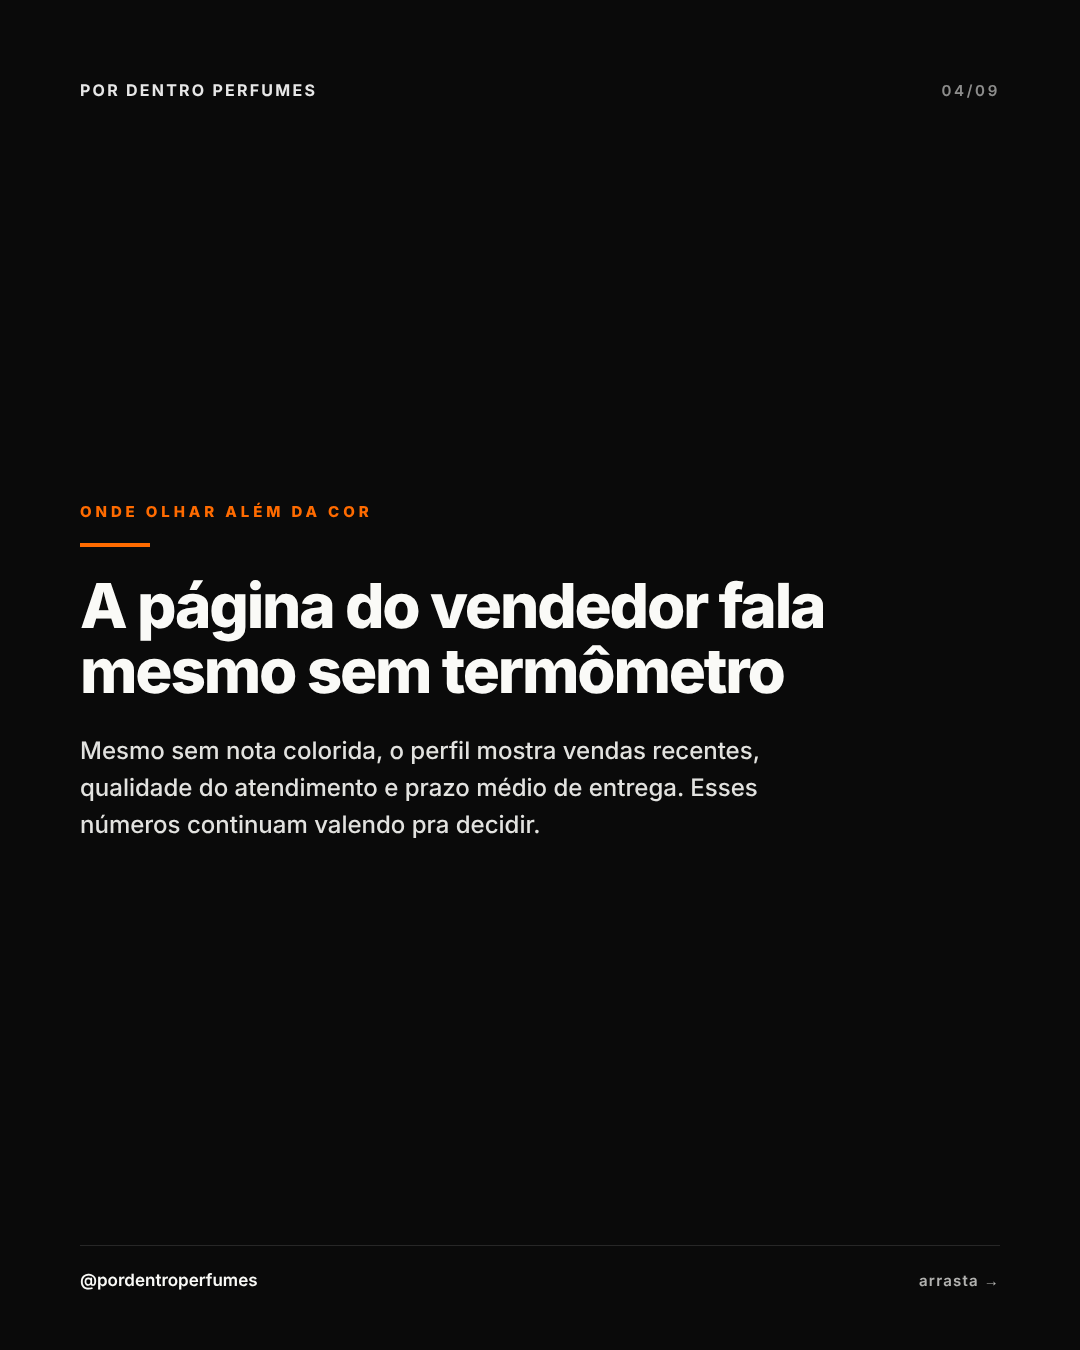 POR DENTRO PERFUMES
04/09
ONDE OLHAR ALÉM DA COR
A página do vendedor fala
mesmo sem termômetro
Mesmo sem nota colorida, o perfil mostra vendas recentes,
qualidade do atendimento e prazo médio de entrega. Esses
números continuam valendo pra decidir.
@pordentroperfumes
arrasta →